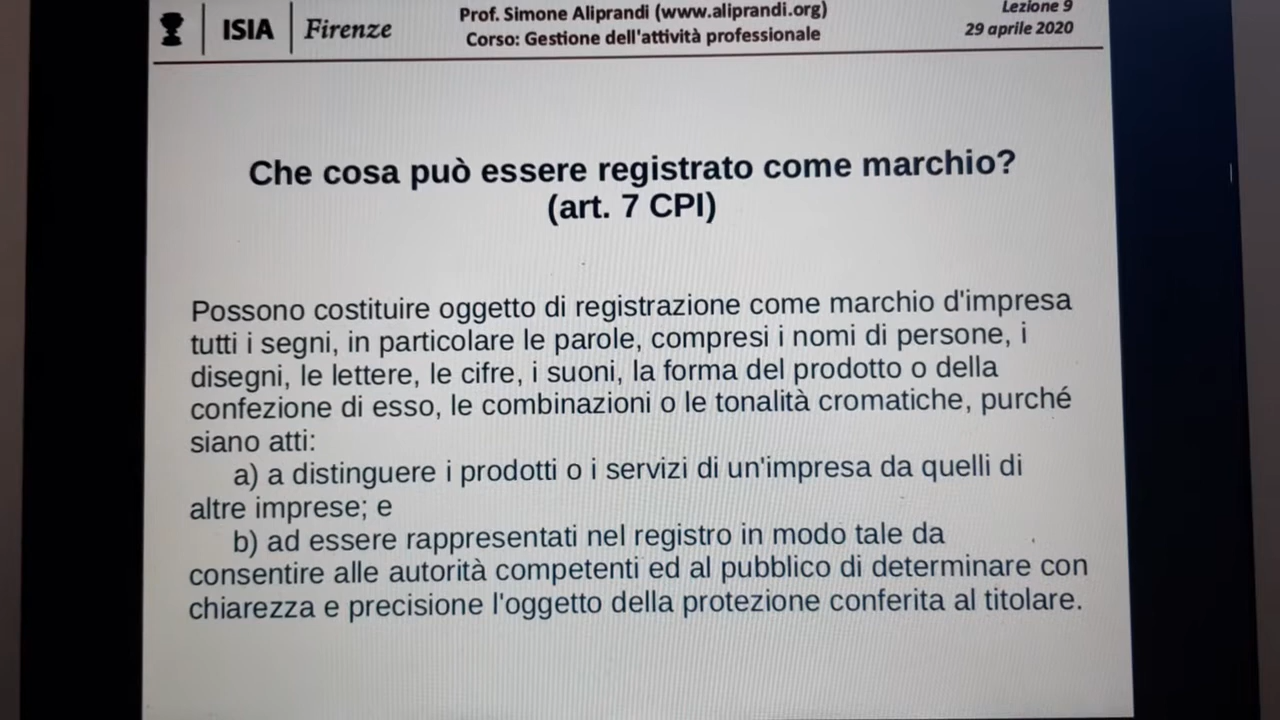 ISIA Firenze
Prof. Simone Aliprandi (www.aliprandi.org)
Corso: Gestione dell'attività professionale
Lezione 9
29 aprile 2020
Che cosa può essere registrato come marchio?
(art. 7 CPI)
Possono costituire oggetto di registrazione come marchio d'impresa
tutti i segni, in particolare le parole, compresi i nomi di persone, i
disegni, le lettere, le cifre, i suoni, la forma del prodotto o della
confezione di esso, le combinazioni o le tonalità cromatiche, purché
siano atti:
a) a distinguere i prodotti o i servizi di un'impresa da quelli di
altre imprese; e
b) ad essere rappresentati nel registro in modo tale da
consentire alle autorità competenti ed al pubblico di determinare con
chiarezza e precisione l'oggetto della protezione conferita al titolare.